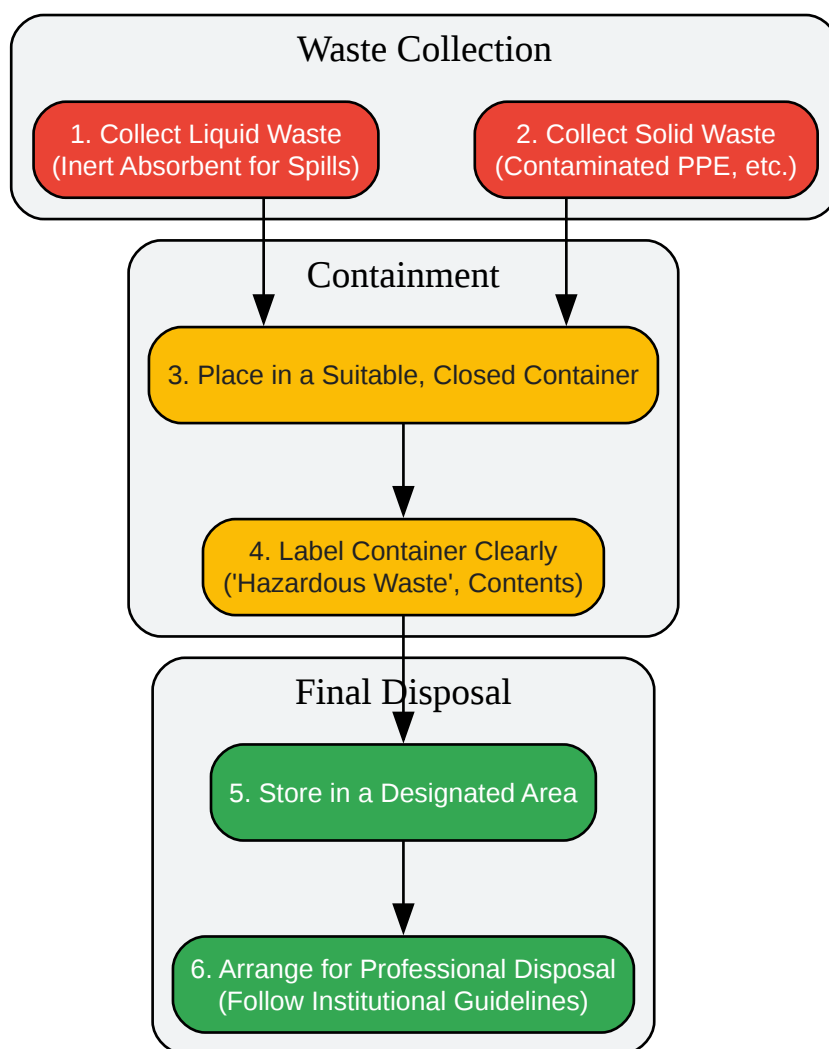 Waste Collection
1. Collect Liquid Waste
(Inert Absorbent for Spills)
2. Collect Solid Waste
(Contaminated PPE, etc.)
Containment
3. Place in a Suitable, Closed Container
4. Label Container Clearly
('Hazardous Waste', Contents)
Final Disposal
5. Store in a Designated Area
6. Arrange for Professional Disposal
(Follow Institutional Guidelines)